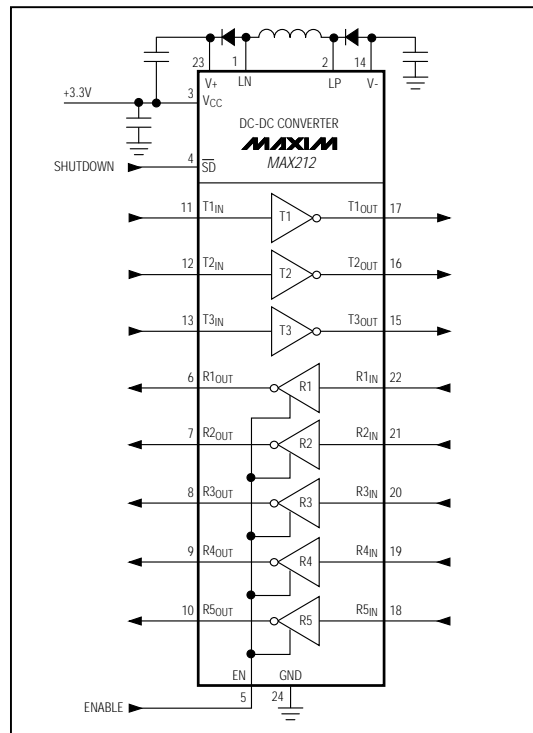 23 1 2 14
V+ LN LP V-
+3.3V 3 VCC
DC-DC CONVERTER
MAXIM
MAX212
SHUTDOWN 4 SD
11 T1IN T1 T1OUT 17
12 T2IN T2 T2OUT 16
13 T3IN T3 T3OUT 15
6 R1OUT R1 R1IN 22
7 R2OUT R2 R2IN 21
8 R3OUT R3 R3IN 20
9 R4OUT R4 R4IN 19
10 R5OUT R5 R5IN 18
EN GND
5 24
ENABLE